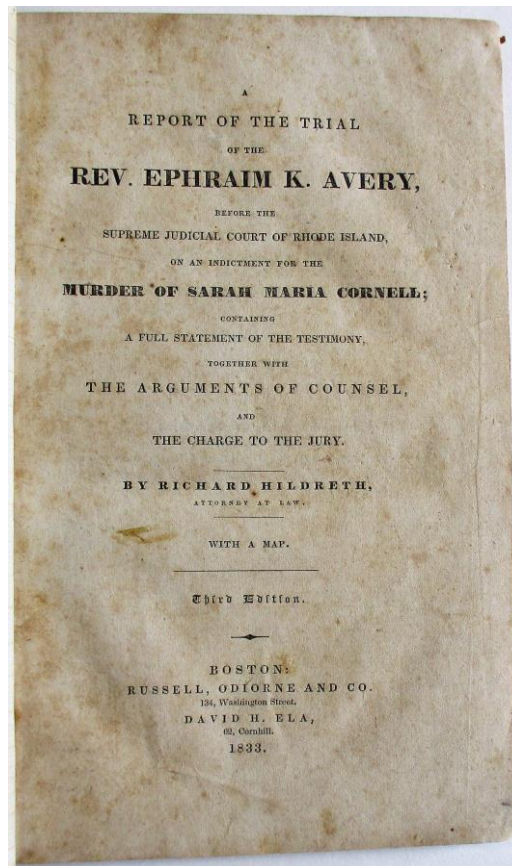 A
REPORT OF THE TRIAL
OF THE
REV. EPHRAIM K. AVERY,
BEFORE THE
SUPREME JUDICIAL COURT OF RHODE ISLAND,
ON AN INDICTMENT FOR THE
MURDER OF SARAH MARIA CORNELL;
CONTAINING
A FULL STATEMENT OF THE TESTIMONY,
TOGETHER WITH
THE ARGUMENTS OF COUNSEL,
AND
THE CHARGE TO THE JURY.
BY RICHARD HILDRETH,
ATTORNEY AT LAW.
WITH A MAP.
Third Edition.
BOSTON:
RUSSELL, ODIORNE AND CO.
134, Washington Street.
DAVID H. ELA,
62, Cornhill.
1833.